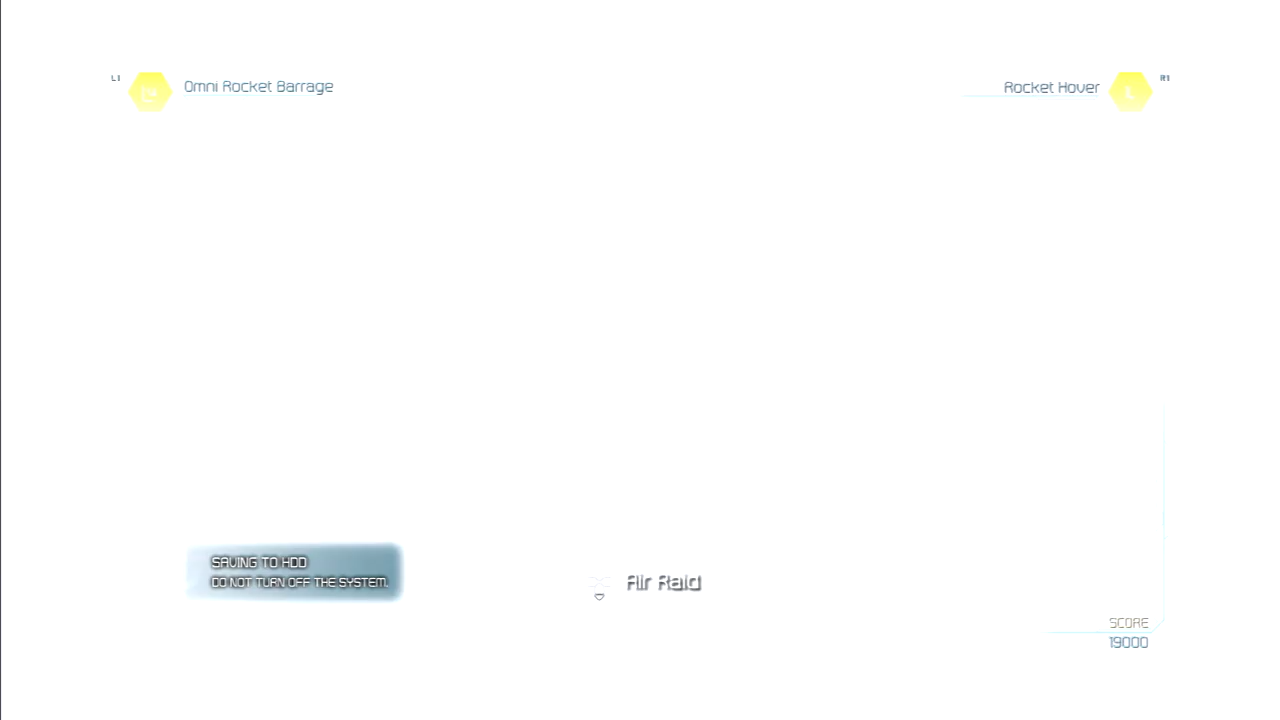 L1
Omni Rocket Barrage
Rocket Hover
R1
SAVING TO HDD
DO NOT TURN OFF THE SYSTEM.
Air Raid
SCORE
19000